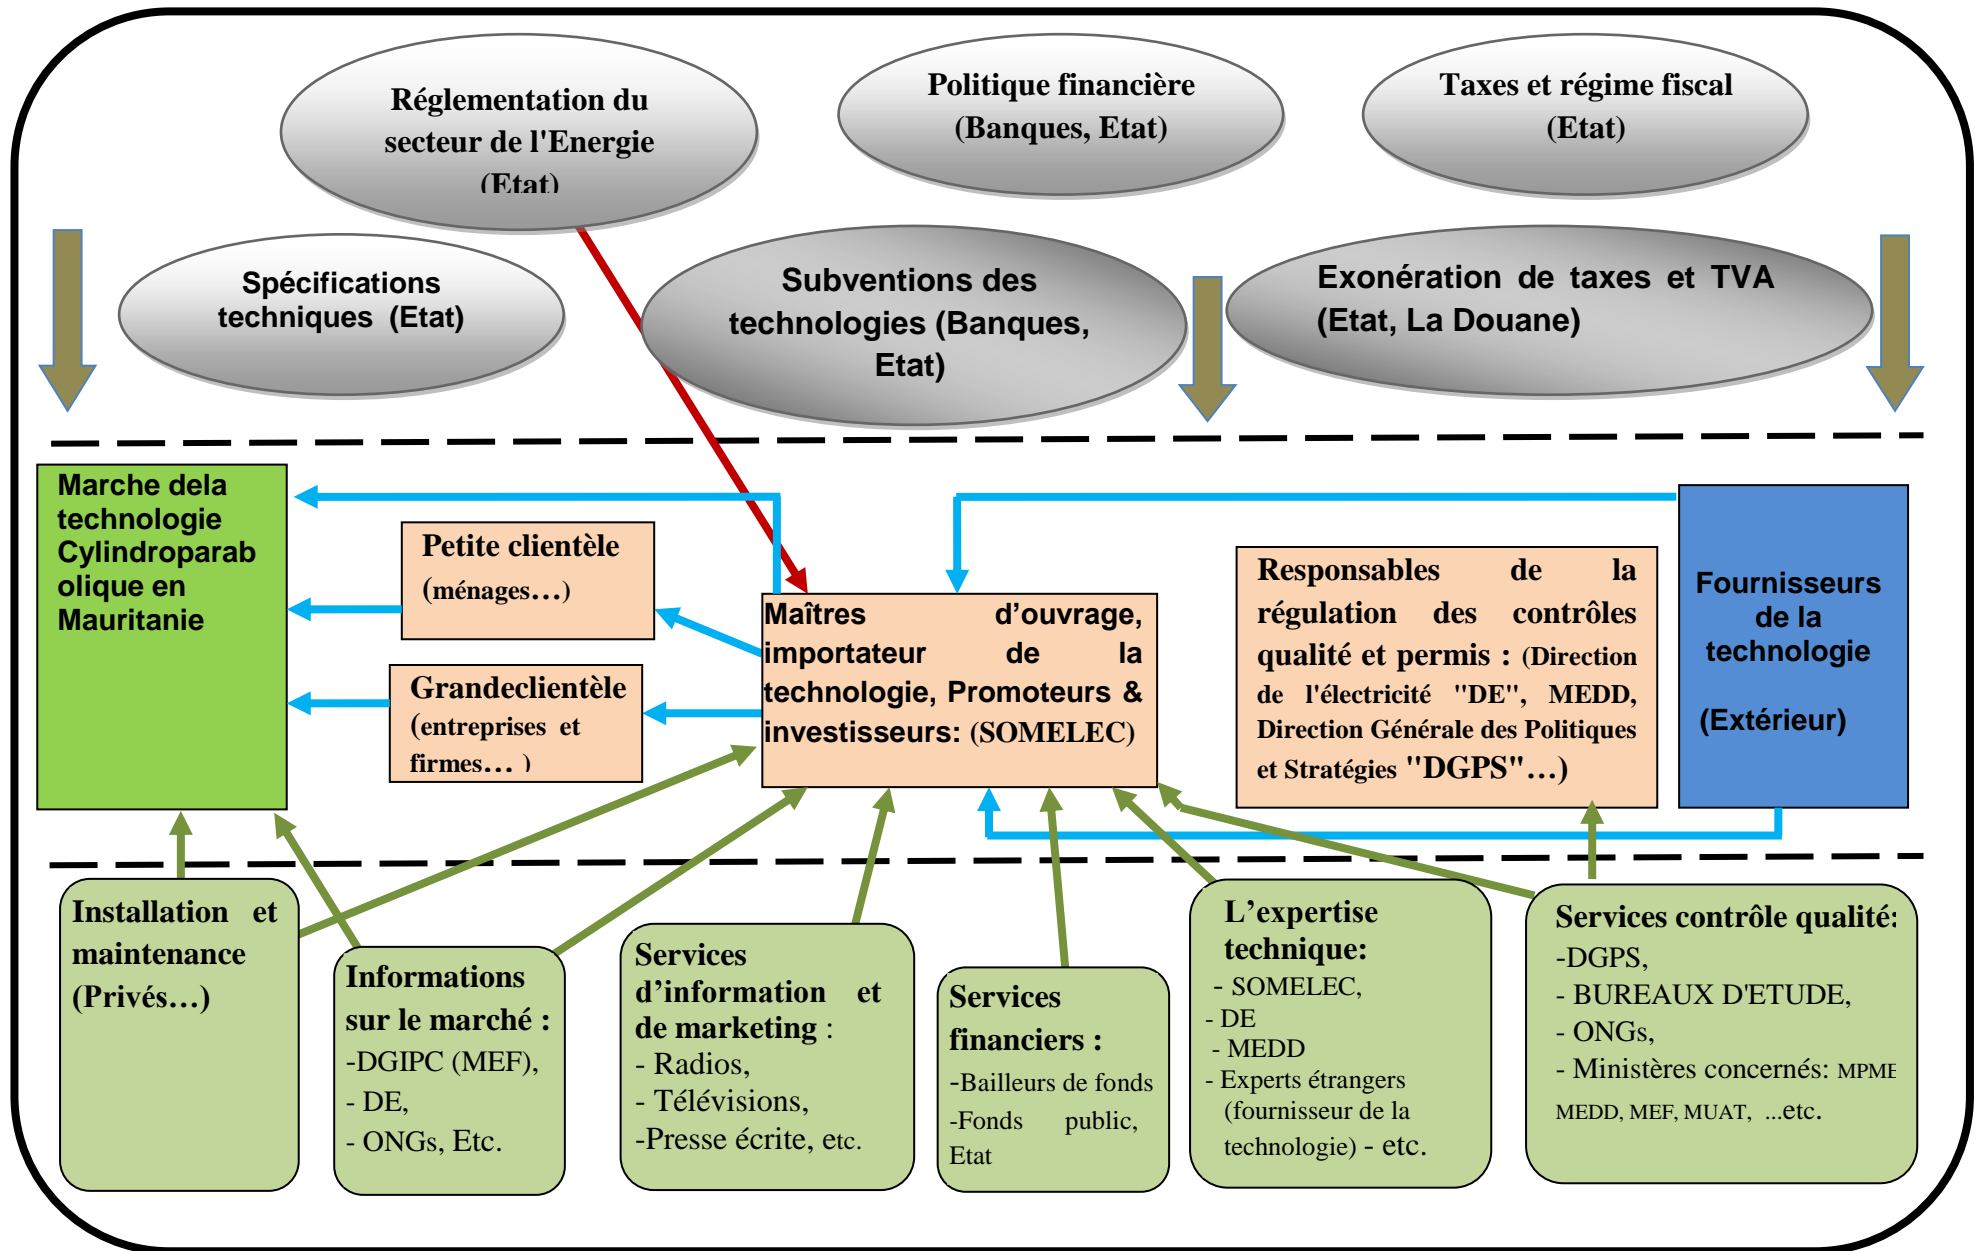 Réglementation du
secteur de l'Energie
(Etat)
Politique financière
(Banques, Etat)
Taxes et régime fiscal
(Etat)
Spécifications
techniques (Etat)
Subventions des
technologies (Banques,
Etat)
Exonération de taxes et TVA
(Etat, La Douane)
Marche dela
technologie
Cylindroparab
olique en
Mauritanie
Petite clientèle
(ménages…)
Grandeclientèle
(entreprises et
firmes… )
Maîtres d’ouvrage,
importateur de la
technologie, Promoteurs &
investisseurs: (SOMELEC)
Responsables de la
régulation des contrôles
qualité et permis : (Direction
de l'électricité "DE", MEDD,
Direction Générale des Politiques
et Stratégies "DGPS"…)
Fournisseurs
de la
technologie
(Extérieur)
Installation et
maintenance
(Privés…)
Informations
sur le marché :
-DGIPC (MEF),
- DE,
- ONGs, Etc.
Services
d’information et
de marketing :
- Radios,
- Télévisions,
-Presse écrite, etc.
Services
financiers :
-Bailleurs de fonds
-Fonds public,
Etat
L’expertise
technique:
- SOMELEC,
- DE
- MEDD
- Experts étrangers
(fournisseur de la
technologie) - etc.
Services contrôle qualité:
-DGPS,
- BUREAUX D'ETUDE,
- ONGs,
- Ministères concernés: MPME
MEDD, MEF, MUAT, ...etc.